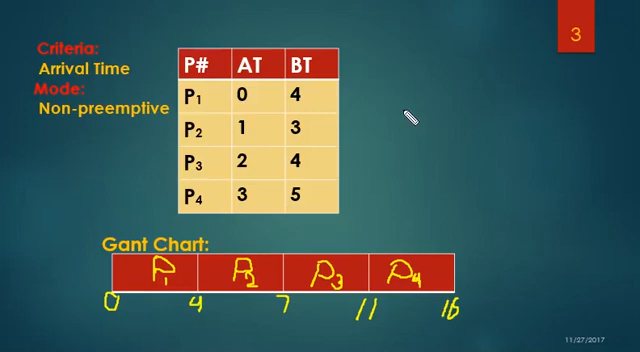 3
Criteria:
Arrival Time
Mode:
Non-preemptive
P# AT BT
P1 0 4
P2 1 3
P3 2 4
P4 3 5
Gant Chart:
P1 P2 P3 P4
0 4 7 11 16
11/27/2017